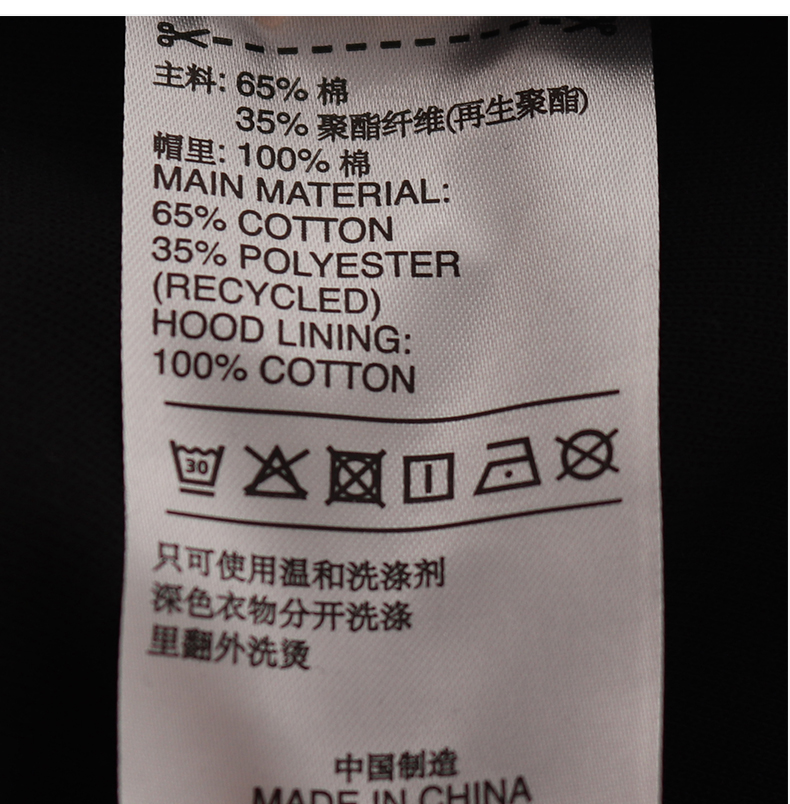 主料: 65% 棉
35% 聚酯纤维(再生聚酯)
帽里: 100% 棉
MAIN MATERIAL:
65% COTTON
35% POLYESTER
(RECYCLED)
HOOD LINING:
100% COTTON
30
只可使用温和洗涤剂
深色衣物分开洗涤
里翻外洗烫
中国制造
MADE IN CHINA